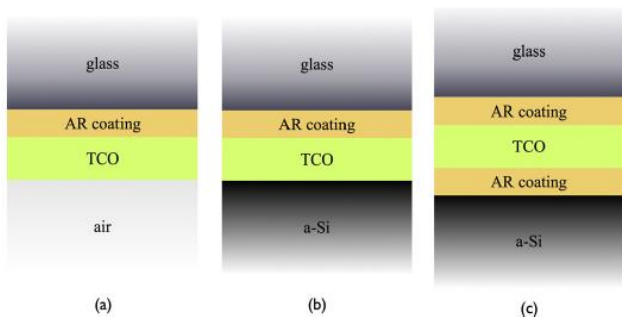 glass
AR coating
TCO
air
(a)
glass
AR coating
TCO
a-Si
(b)
glass
AR coating
TCO
AR coating
a-Si
(c)